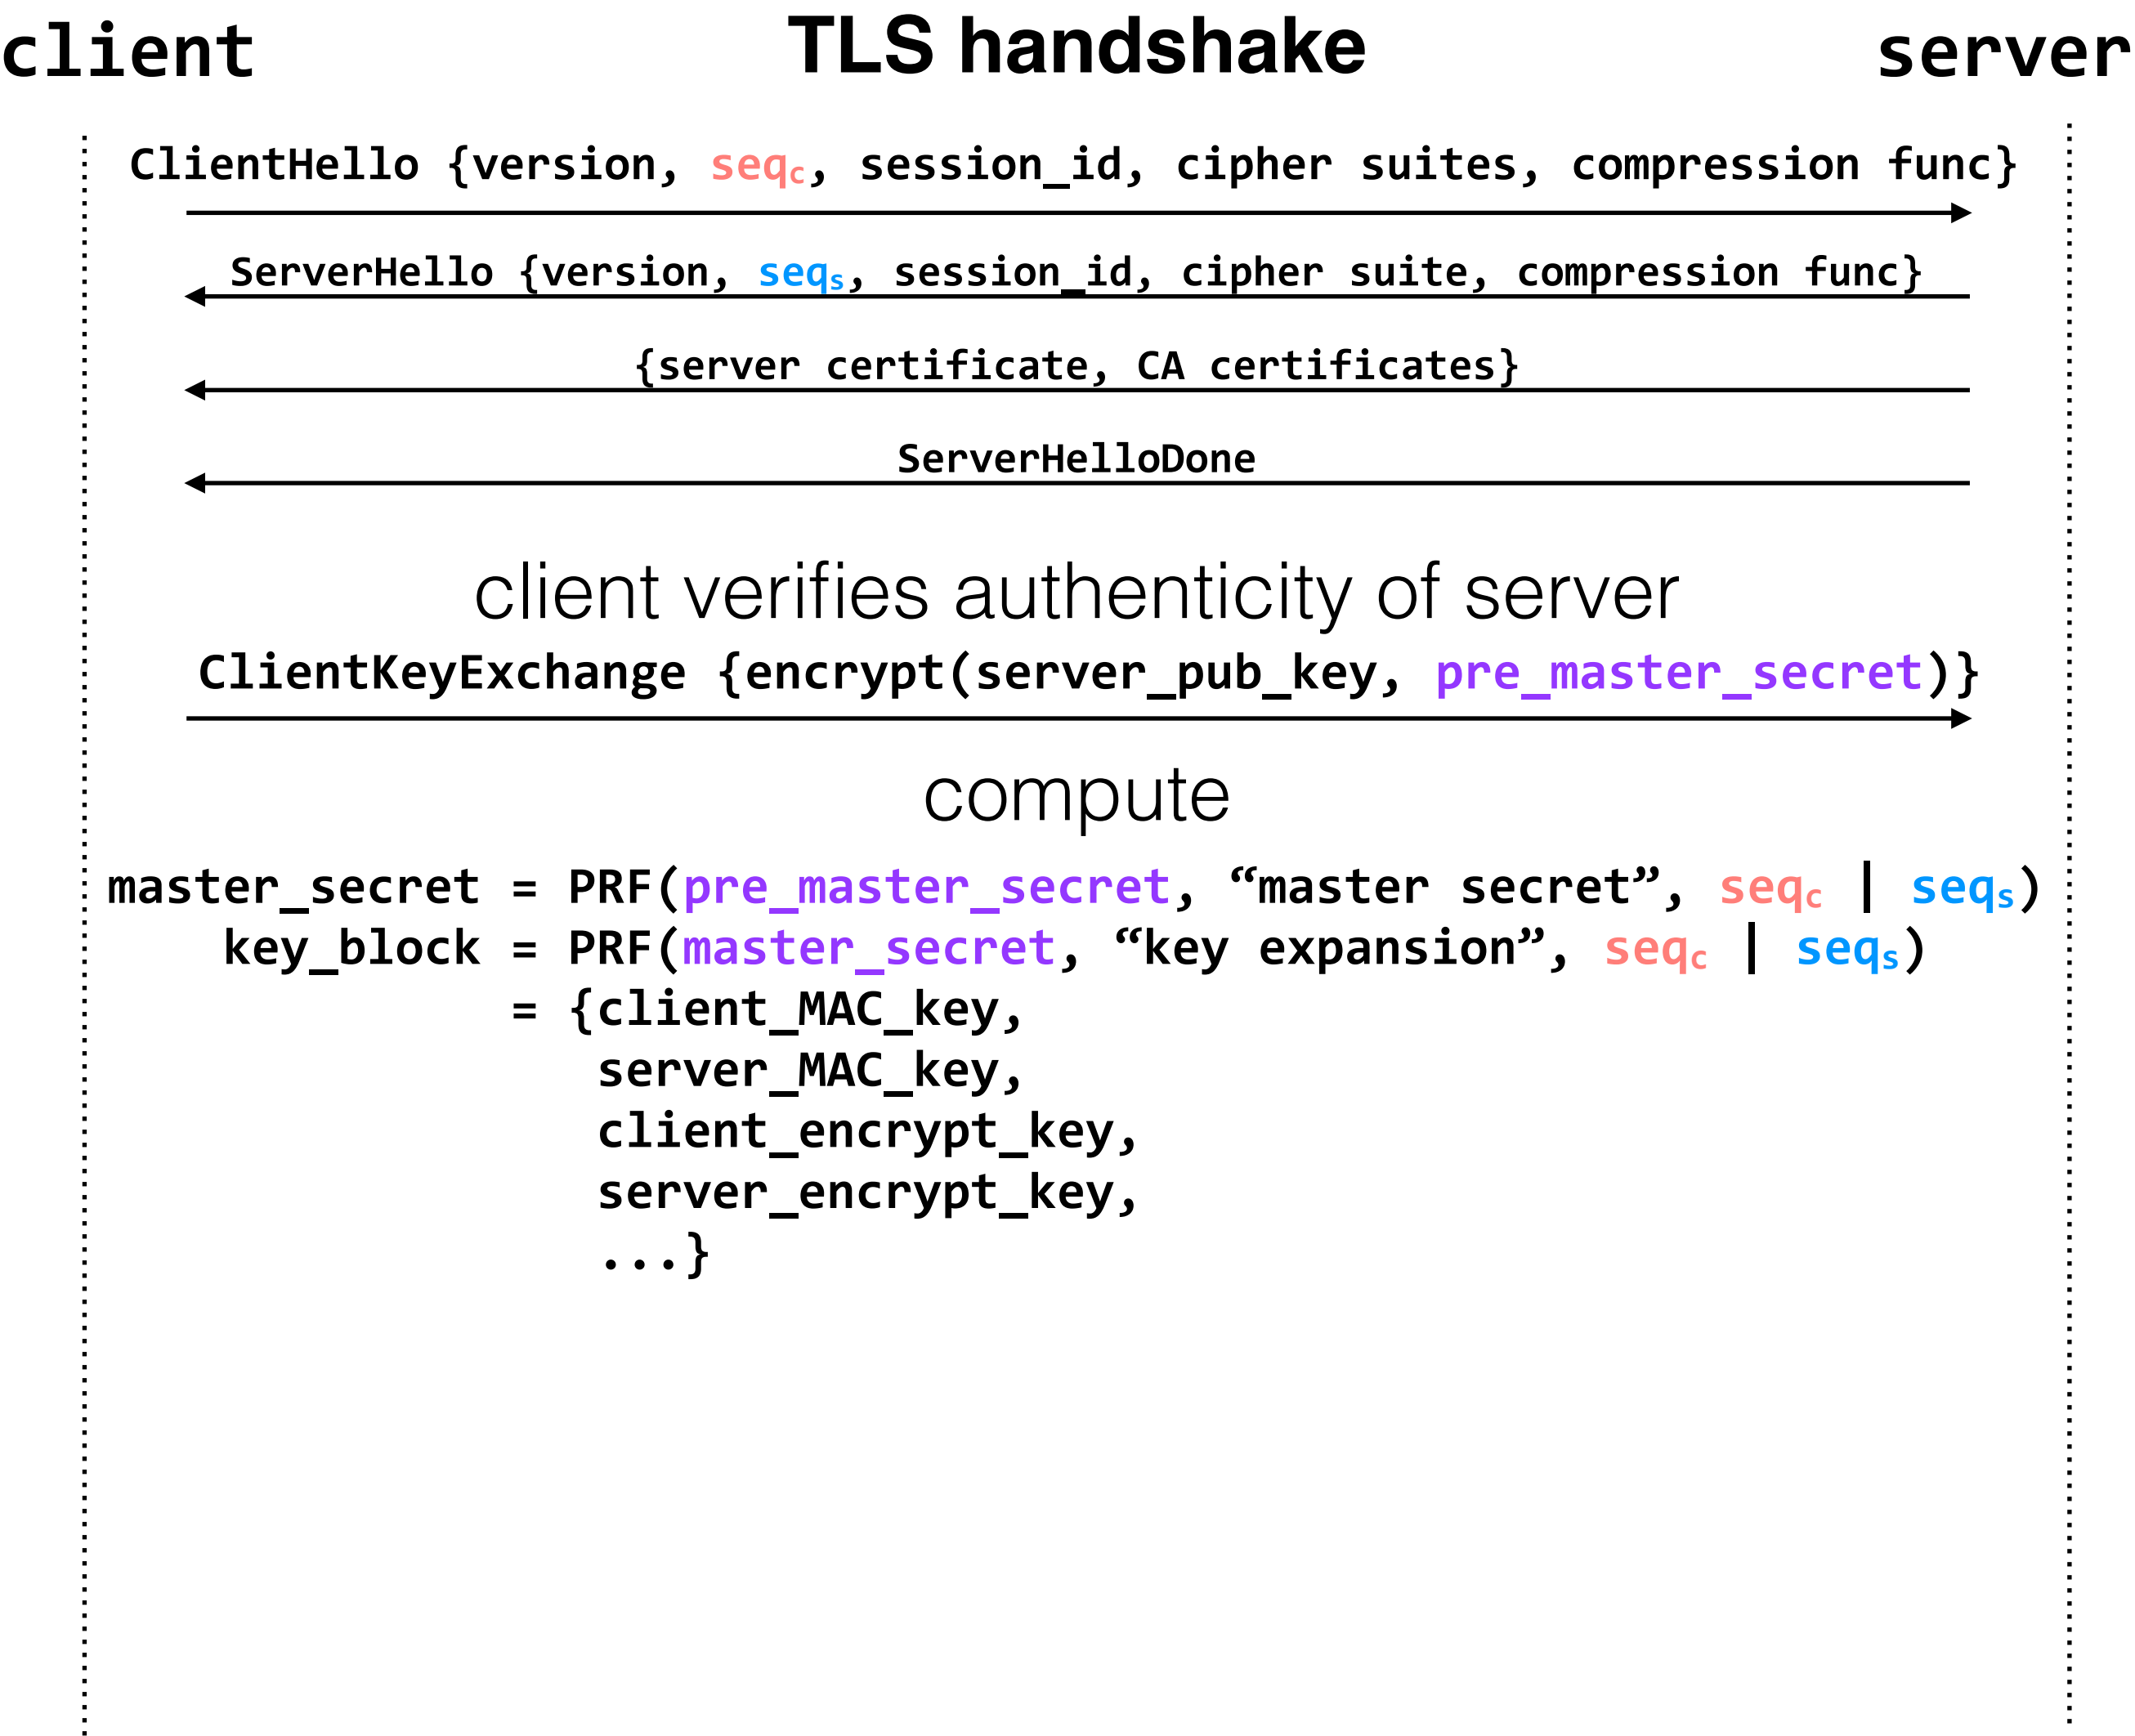 client TLS handshake server
ClientHello {version, seqc, session_id, cipher suites, compression func}
ServerHello {version, seqs, session_id, cipher suite, compression func}
{server certificate, CA certificates}
ServerHelloDone
client verifies authenticity of server
ClientKeyExchange {encrypt(server_pub_key, pre_master_secret)}
compute
master_secret = PRF(pre_master_secret, “master secret”, seqc | seqs)
key_block = PRF(master_secret, “key expansion”, seqc | seqs)
= {client_MAC_key,
server_MAC_key,
client_encrypt_key,
server_encrypt_key,
...}